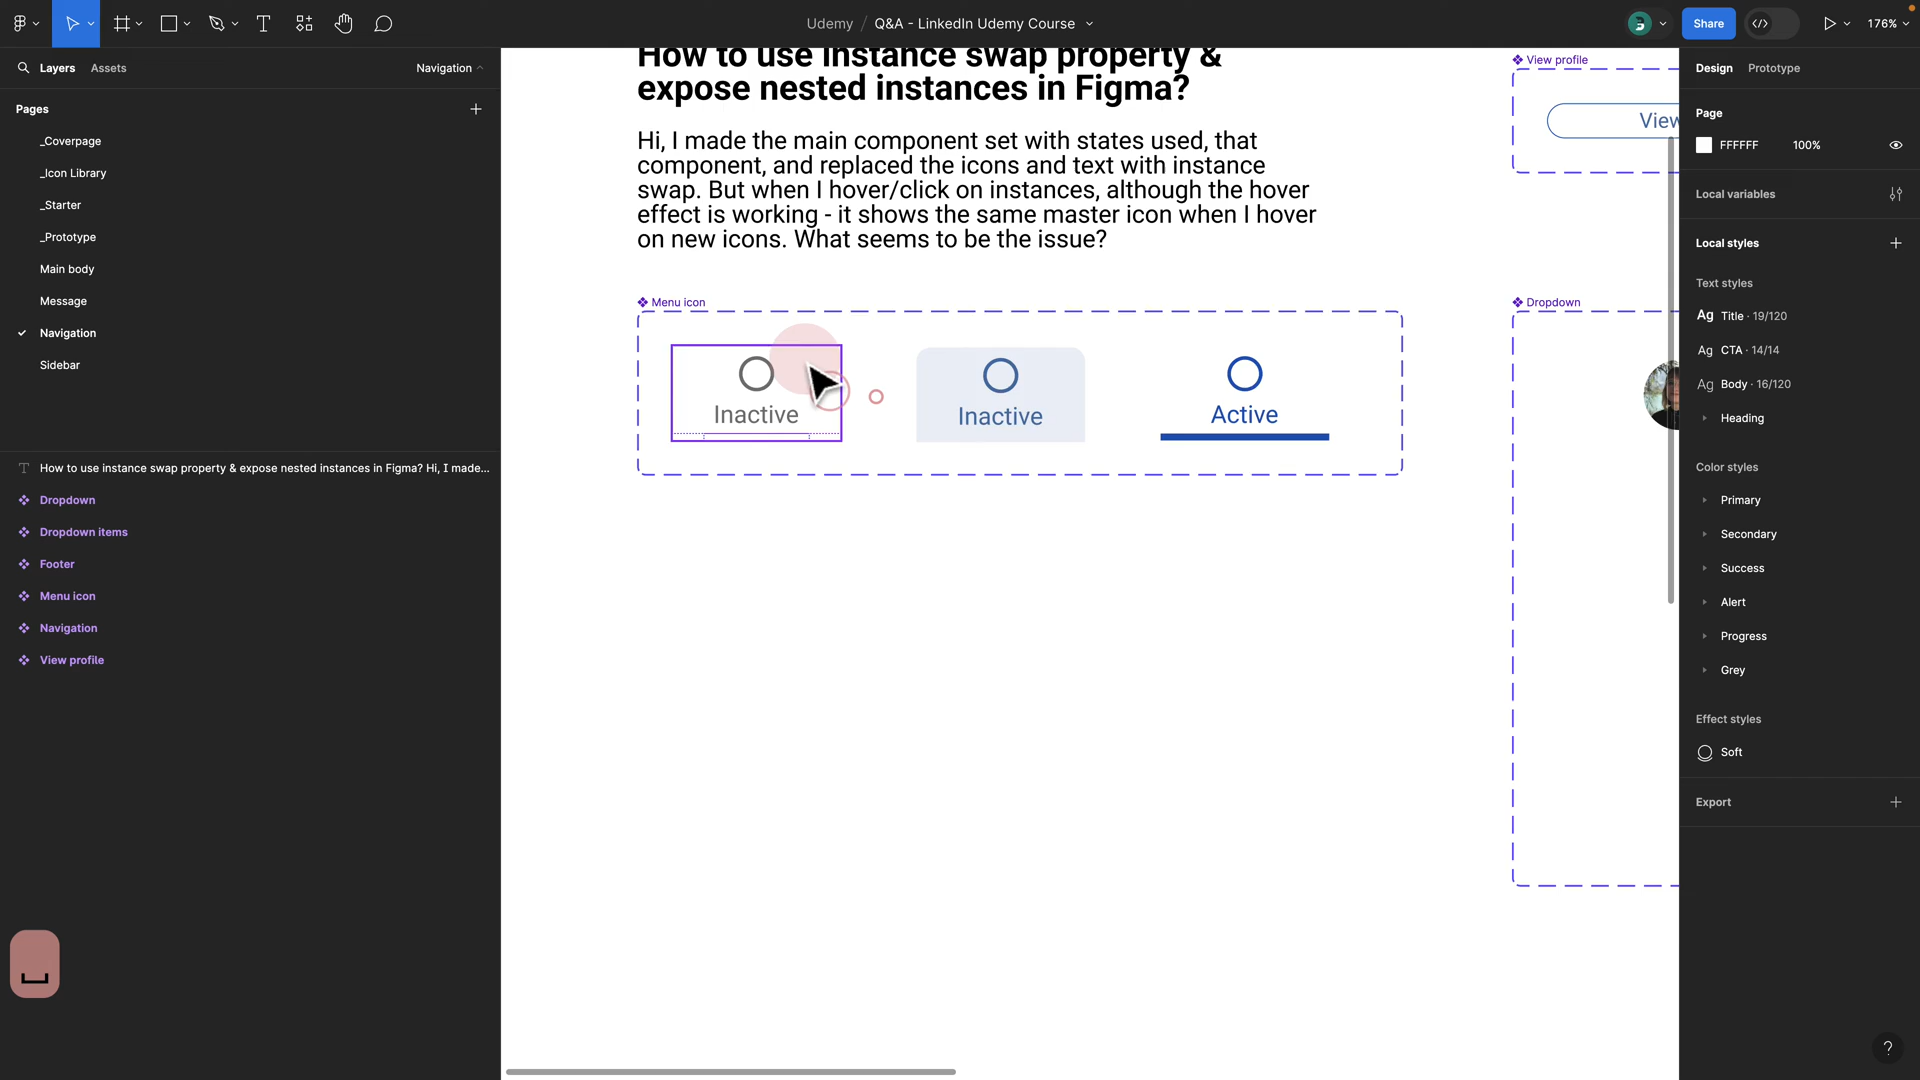 Udemy / Q&A - LinkedIn Udemy Course
Share
176%
Layers
Assets
Navigation
Pages
_Coverpage
_Icon Library
_Starter
_Prototype
Main body
Message
Navigation
Sidebar
How to use instance swap property & expose nested instances in Figma? Hi, I made...
Dropdown
Dropdown items
Footer
Menu icon
Navigation
View profile
How to use instance swap property &
expose nested instances in Figma?
Hi, I made the main component set with states used, that
component, and replaced the icons and text with instance
swap. But when I hover/click on instances, although the hover
effect is working - it shows the same master icon when I hover
on new icons. What seems to be the issue?
Menu icon
Inactive
Inactive
Active
View profile
View
Dropdown
Design
Prototype
Page
FFFFFF
100%
Local variables
Local styles
Text styles
Ag Title · 19/120
Ag CTA · 14/14
Ag Body · 16/120
Heading
Color styles
Primary
Secondary
Success
Alert
Progress
Grey
Effect styles
Soft
Export
?